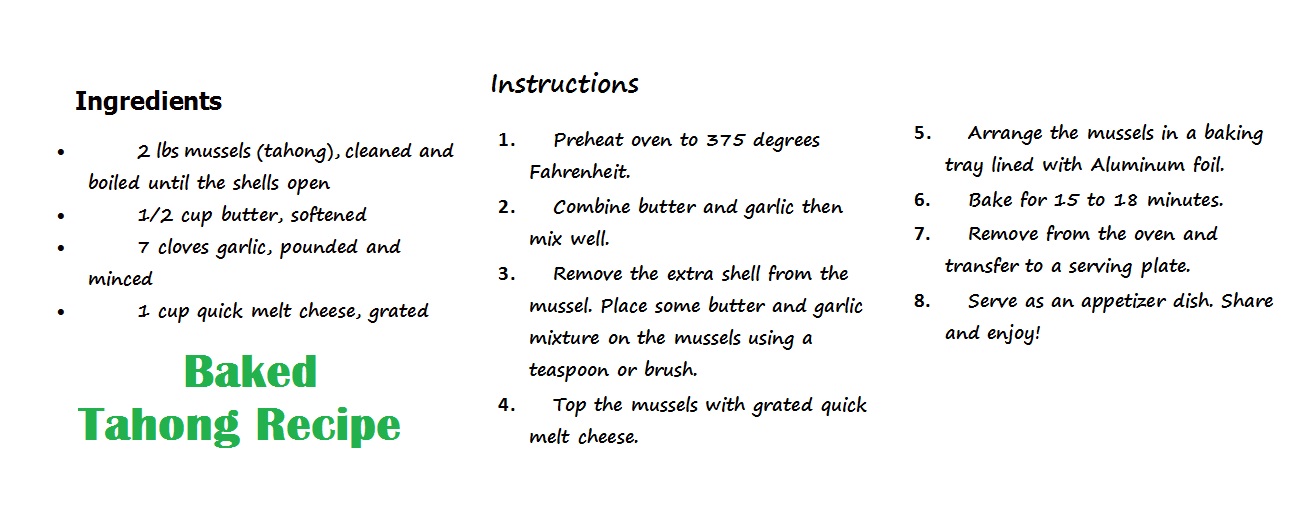 Ingredients
• 2 lbs mussels (tahong), cleaned and
boiled until the shells open
• 1/2 cup butter, softened
• 7 cloves garlic, pounded and
minced
• 1 cup quick melt cheese, grated
Baked
Tahong Recipe
Instructions
1. Preheat oven to 375 degrees
Fahrenheit.
2. Combine butter and garlic then
mix well.
3. Remove the extra shell from the
mussel. Place some butter and garlic
mixture on the mussels using a
teaspoon or brush.
4. Top the mussels with grated quick
melt cheese.
5. Arrange the mussels in a baking
tray lined with Aluminum foil.
6. Bake for 15 to 18 minutes.
7. Remove from the oven and
transfer to a serving plate.
8. Serve as an appetizer dish. Share
and enjoy!